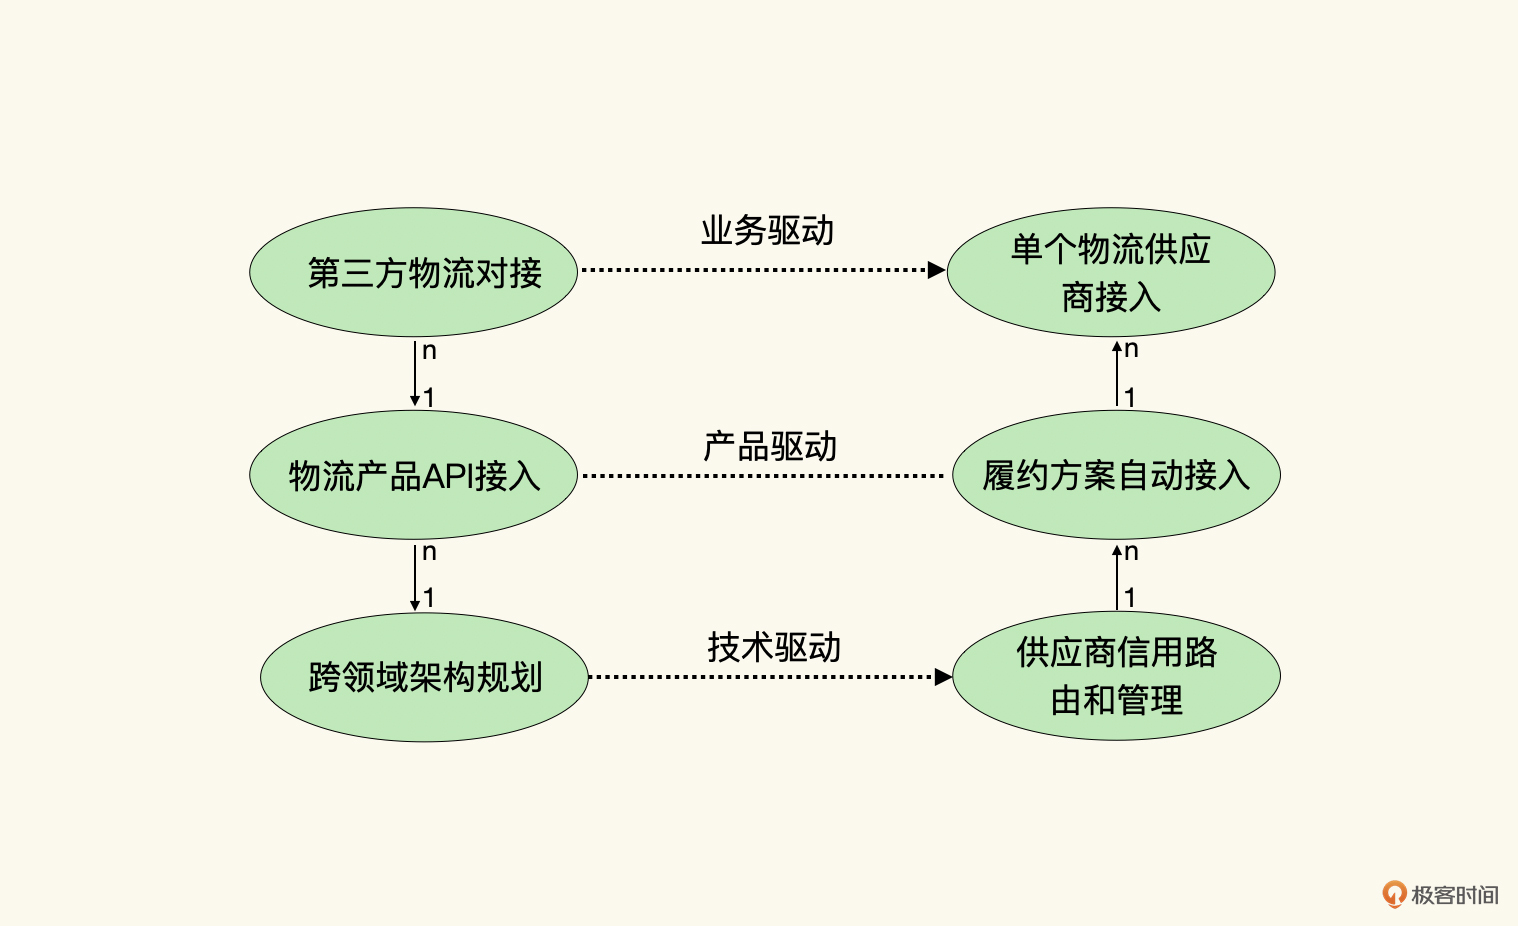 业务驱动
第三方物流对接
单个物流供应
商接入
n
1
n
1
产品驱动
物流产品API接入
履约方案自动接入
n
1
n
1
技术驱动
跨领域架构规划
供应商信用路
由和管理
极客时间